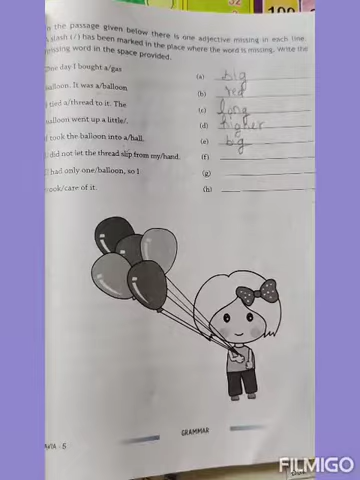 n the passage given below there is one adjective missing in each line.
slash (/) has been marked in the place where the word is missing. Write the
issing word in the space provided.
One day I bought a/gas (a) big
balloon. It was a/balloon (b) red
I tied a/thread to it. The (c) long
balloon went up a little/. (d) higher
I took the balloon into a/hall. (e) big
I did not let the thread slip from my/hand. (f)
I had only one/balloon, so I (g)
took/care of it. (h)
GRAMMAR
- 5
FILMIGO